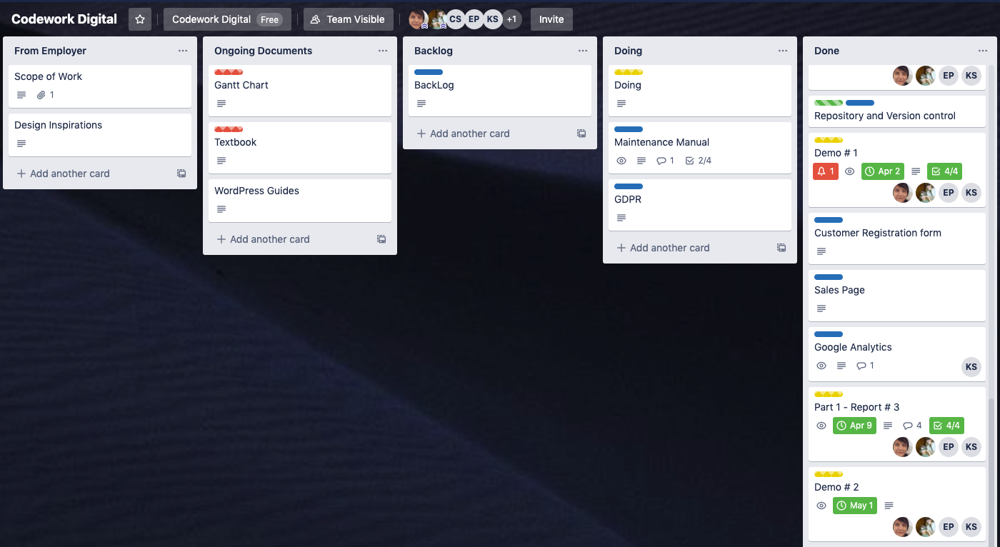 Codework Digital
Codework Digital Free
Team Visible
CS
EP
KS
+1
Invite
From Employer
Scope of Work
1
Design Inspirations
Add another card
Ongoing Documents
Gantt Chart
Textbook
WordPress Guides
Add another card
Backlog
BackLog
Add another card
Doing
Doing
Maintenance Manual
1 2/4
GDPR
Add another card
Done
EP KS
Repository and Version control
Demo # 1
1 Apr 2 4/4
EP KS
Customer Registration form
Sales Page
Google Analytics
1 KS
Part 1 - Report # 3
Apr 9 4 4/4
EP KS
Demo # 2
May 1
EP KS